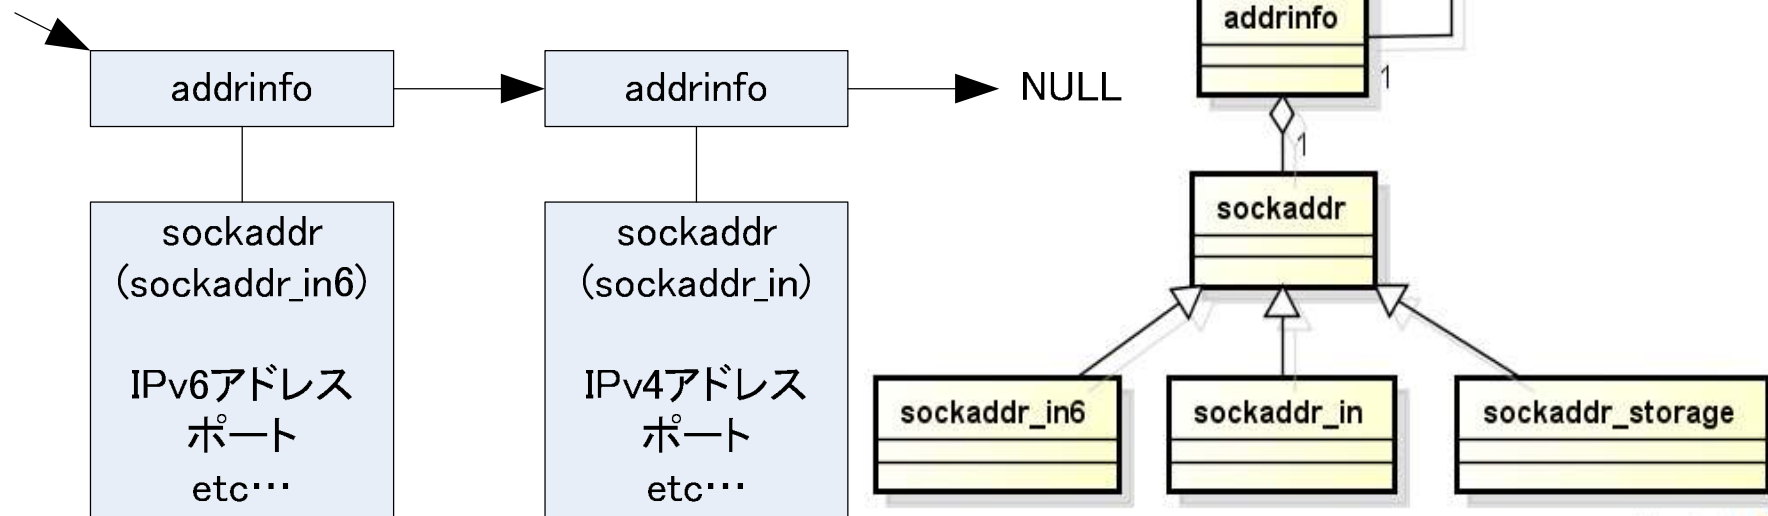 addrinfo
addrinfo
NULL
sockaddr
(sockaddr_in6)
IPv6アドレス
ポート
etc…
sockaddr
(sockaddr_in)
IPv4アドレス
ポート
etc…
addrinfo
1
1
sockaddr
sockaddr_in6
sockaddr_in
sockaddr_storage